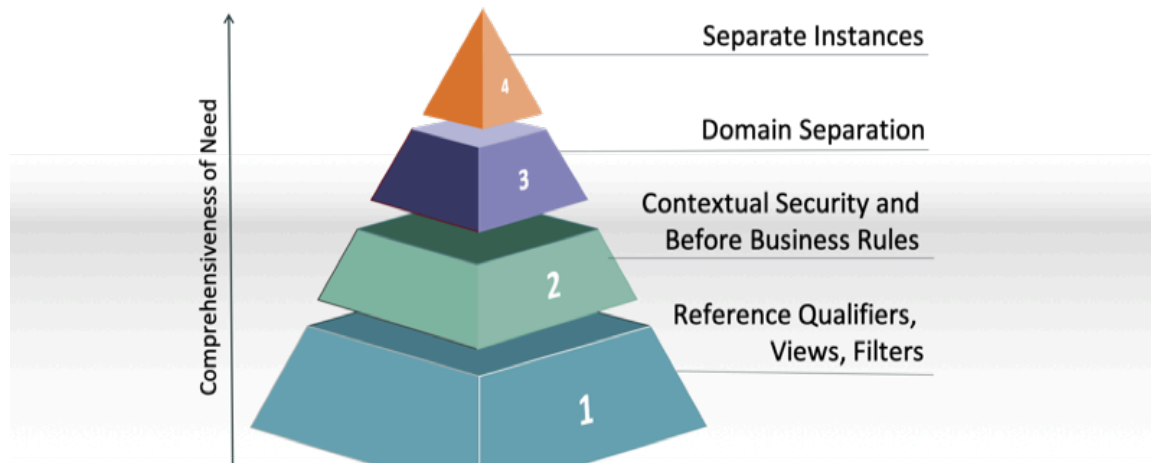 Separate Instances
4
Domain Separation
3
Contextual Security and
Before Business Rules
2
Reference Qualifiers,
Views, Filters
1
Comprehensiveness of Need